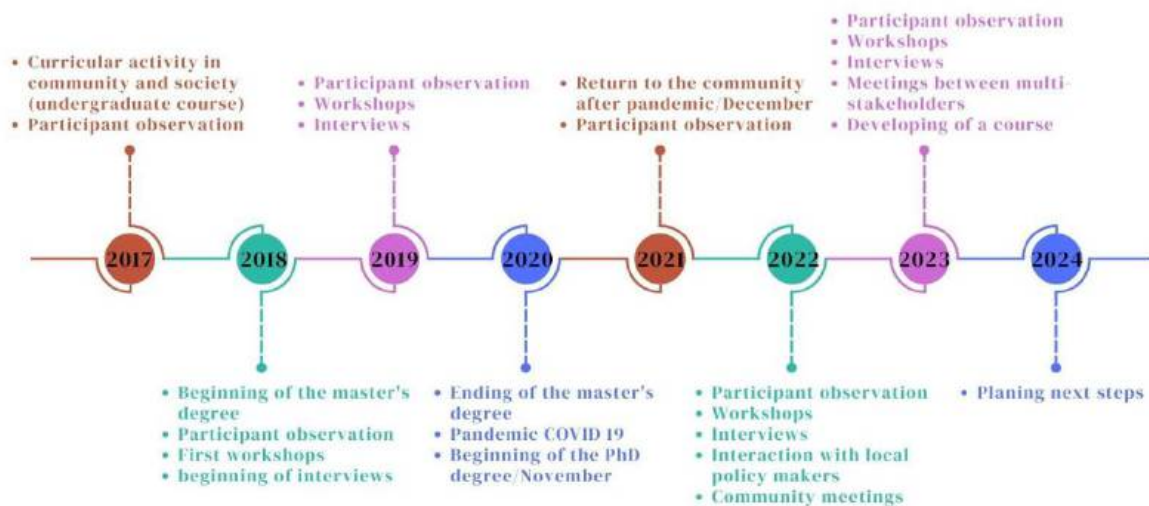 • Curricular activity in
community and society
(undergraduate course)
• Participant observation
• Participant observation
• Workshops
• Interviews
• Return to the community
after pandemic/December
• Participant observation
• Participant observation
• Workshops
• Interviews
• Meetings between multi-
stakeholders
• Developing of a course
2017
2018
2019
2020
2021
2022
2023
2024
• Beginning of the master's
degree
• Participant observation
• First workshops
• beginning of interviews
• Ending of the master's
degree
• Pandemic COVID 19
• Beginning of the PhD
degree/November
• Participant observation
• Workshops
• Interviews
• Interaction with local
policy makers
• Community meetings
• Planing next steps